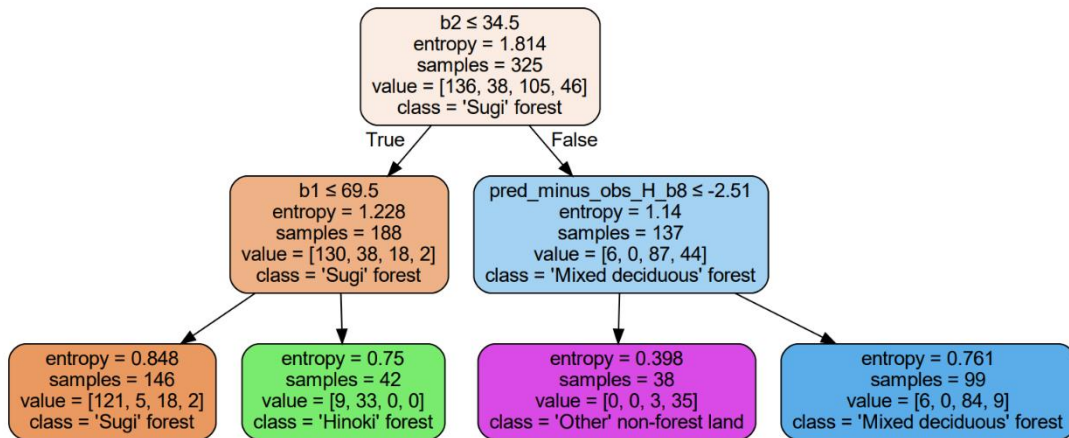 b2 ≤ 34.5
entropy = 1.814
samples = 325
value = [136, 38, 105, 46]
class = 'Sugi' forest
True
False
b1 ≤ 69.5
entropy = 1.228
samples = 188
value = [130, 38, 18, 2]
class = 'Sugi' forest
pred_minus_obs_H_b8 ≤ -2.51
entropy = 1.14
samples = 137
value = [6, 0, 87, 44]
class = 'Mixed deciduous' forest
entropy = 0.848
samples = 146
value = [121, 5, 18, 2]
class = 'Sugi' forest
entropy = 0.75
samples = 42
value = [9, 33, 0, 0]
class = 'Hinoki' forest
entropy = 0.398
samples = 38
value = [0, 0, 3, 35]
class = 'Other' non-forest land
entropy = 0.761
samples = 99
value = [6, 0, 84, 9]
class = 'Mixed deciduous' forest